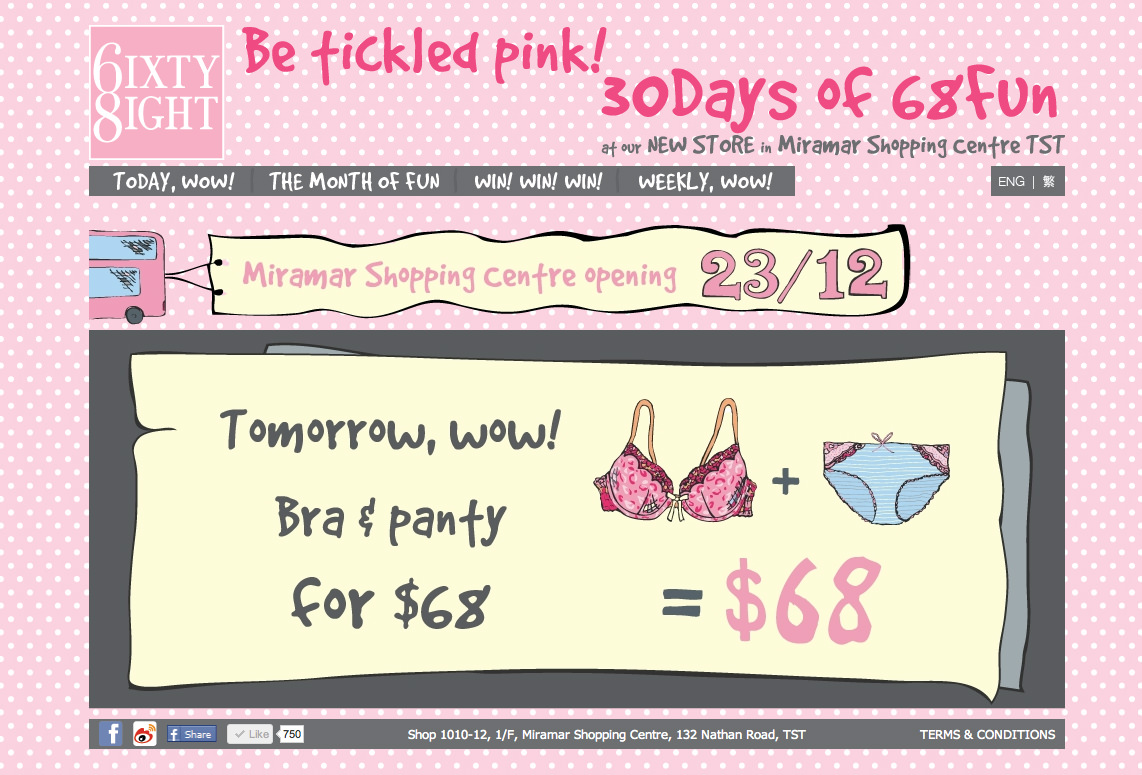 6IXTY
8IGHT
Be tickled pink!
30Days of 68Fun
at our NEW STORE in Miramar Shopping Centre TST
TODAY, WOW!
THE MONTH OF FUN
WIN! WIN! WIN!
WEEKLY, WOW!
ENG | 繁
Miramar Shopping Centre opening 23/12
Tomorrow, wow!
Bra & panty
for $68
+
= $68
f Share
Like 750
Shop 1010-12, 1/F, Miramar Shopping Centre, 132 Nathan Road, TST
TERMS & CONDITIONS